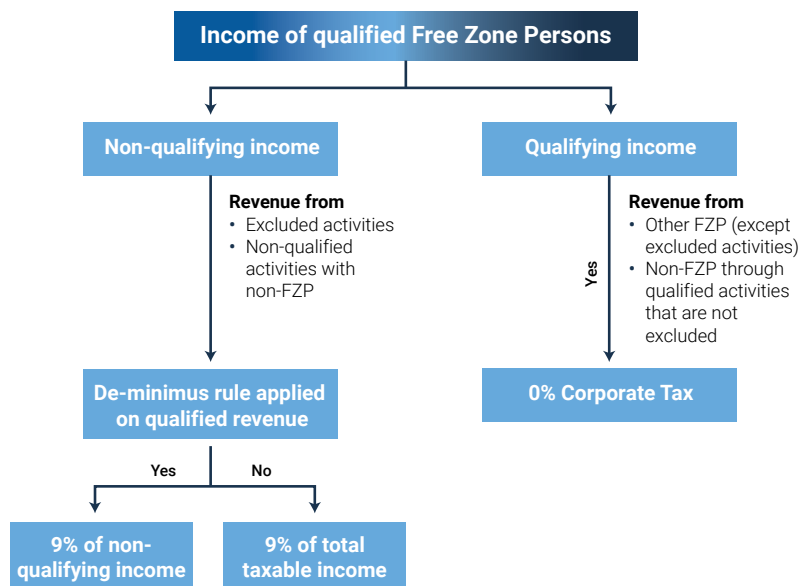 Income of qualified Free Zone Persons
Non-qualifying income
Revenue from
• Excluded activities
• Non-qualified
activities with
non-FZP
De-minimus rule applied
on qualified revenue
Yes
No
9% of non-
qualifying income
9% of total
taxable income
Qualifying income
Yes
Revenue from
• Other FZP (except
excluded activities)
• Non-FZP through
qualified activities
that are not
excluded
0% Corporate Tax